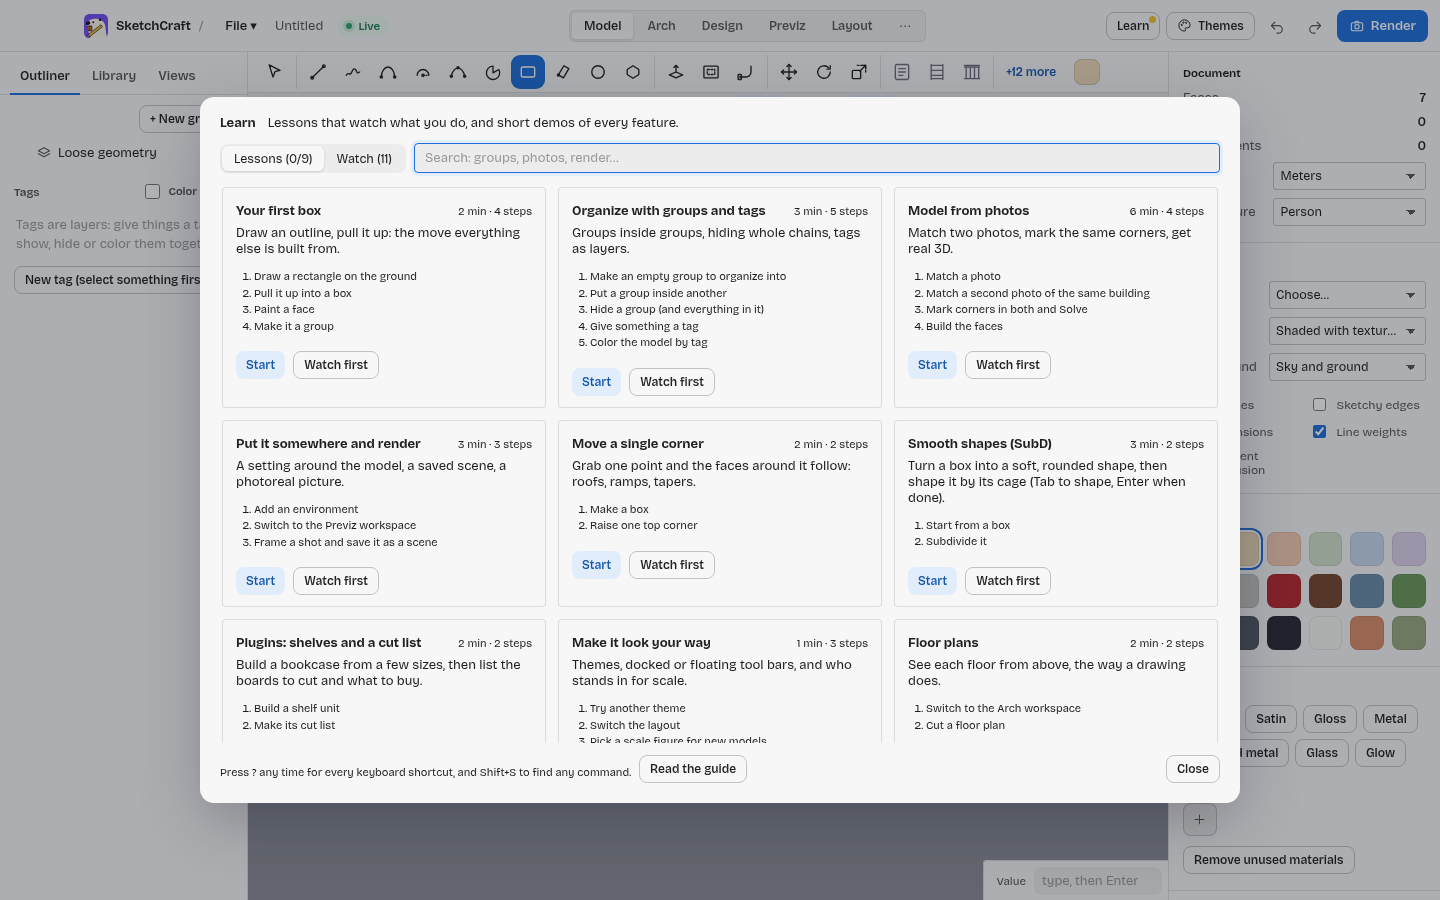 SketchCraft / File ▾ Untitled Live Model Arch Design Previz Layout ··· Learn Themes Render
Outliner Library Views
+12 more
+ New gr
Loose geometry
Tags Color
Tags are layers: give things a t
show, hide or color them toget
New tag (select something firs
Learn Lessons that watch what you do, and short demos of every feature.
Lessons (0/9) Watch (11) Search: groups, photos, render...
Your first box 2 min · 4 steps
Draw an outline, pull it up: the move everything
else is built from.
1. Draw a rectangle on the ground
2. Pull it up into a box
3. Paint a face
4. Make it a group
Start Watch first
Organize with groups and tags 3 min · 5 steps
Groups inside groups, hiding whole chains, tags
as layers.
1. Make an empty group to organize into
2. Put a group inside another
3. Hide a group (and everything in it)
4. Give something a tag
5. Color the model by tag
Start Watch first
Model from photos 6 min · 4 steps
Match two photos, mark the same corners, get
real 3D.
1. Match a photo
2. Match a second photo of the same building
3. Mark corners in both and Solve
4. Build the faces
Start Watch first
Put it somewhere and render 3 min · 3 steps
A setting around the model, a saved scene, a
photoreal picture.
1. Add an environment
2. Switch to the Previz workspace
3. Frame a shot and save it as a scene
Start Watch first
Move a single corner 2 min · 2 steps
Grab one point and the faces around it follow:
roofs, ramps, tapers.
1. Make a box
2. Raise one top corner
Start Watch first
Smooth shapes (SubD) 3 min · 2 steps
Turn a box into a soft, rounded shape, then
shape it by its cage (Tab to shape, Enter when
done).
1. Start from a box
2. Subdivide it
Start Watch first
Plugins: shelves and a cut list 2 min · 2 steps
Build a bookcase from a few sizes, then list the
boards to cut and what to buy.
1. Build a shelf unit
2. Make its cut list
Make it look your way 1 min · 3 steps
Themes, docked or floating tool bars, and who
stands in for scale.
1. Try another theme
2. Switch the layout
3. Pick a scale figure for new models
Floor plans 2 min · 2 steps
See each floor from above, the way a drawing
does.
1. Switch to the Arch workspace
2. Cut a floor plan
Press ? any time for every keyboard shortcut, and Shift+S to find any command. Read the guide Close
Document
Faces 7
0
ents 0
Meters
ure Person
Choose...
Shaded with textur...
nd Sky and ground
es Sketchy edges
nsions Line weights
ent
usion
Satin Gloss Metal
l metal Glass Glow
+
Remove unused materials
Value type, then Enter